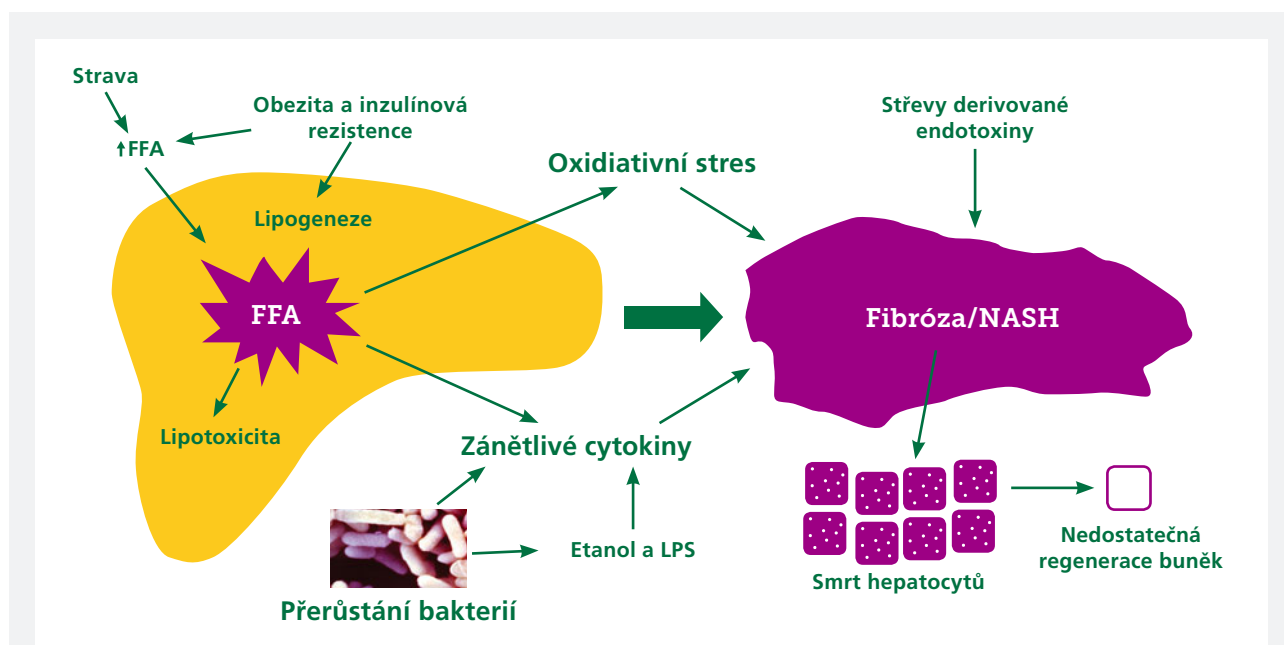 Strava
Obezita a inzulínová
rezistence
↑FFA
Lipogeneze
FFA
Lipotoxicita
Oxidiativní stres
Střevy derivované
endotoxiny
Fibróza/NASH
Zánětlivé cytokiny
Etanol a LPS
Přerůstání bakterií
Smrt hepatocytů
Nedostatečná
regenerace buněk